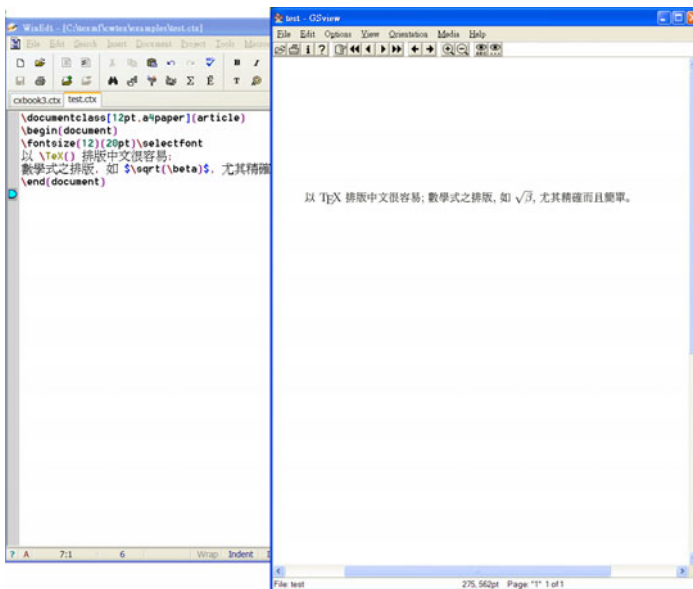 WinEdt - [C:\texmf\cwtex\examples\test.ctx]
File Edit Search Insert Document Project Tools Macros
B I
Σ É T
cxbook3.ctx test.ctx
\documentclass[12pt,a4paper]{article}
\begin{document}
\fontsize{12}{20pt}\selectfont
以 \TeX{} 排版中文很容易;
數學式之排版, 如 $\sqrt{\beta}$, 尤其精確
\end{document}
? A 7:1 6 Wrap Indent I
test - GSview
File Edit Options View Orientation Media Help
i ?
以 TEX 排版中文很容易; 數學式之排版, 如 √β, 尤其精確而且簡單。
File: test 275, 562pt Page: "1" 1 of 1